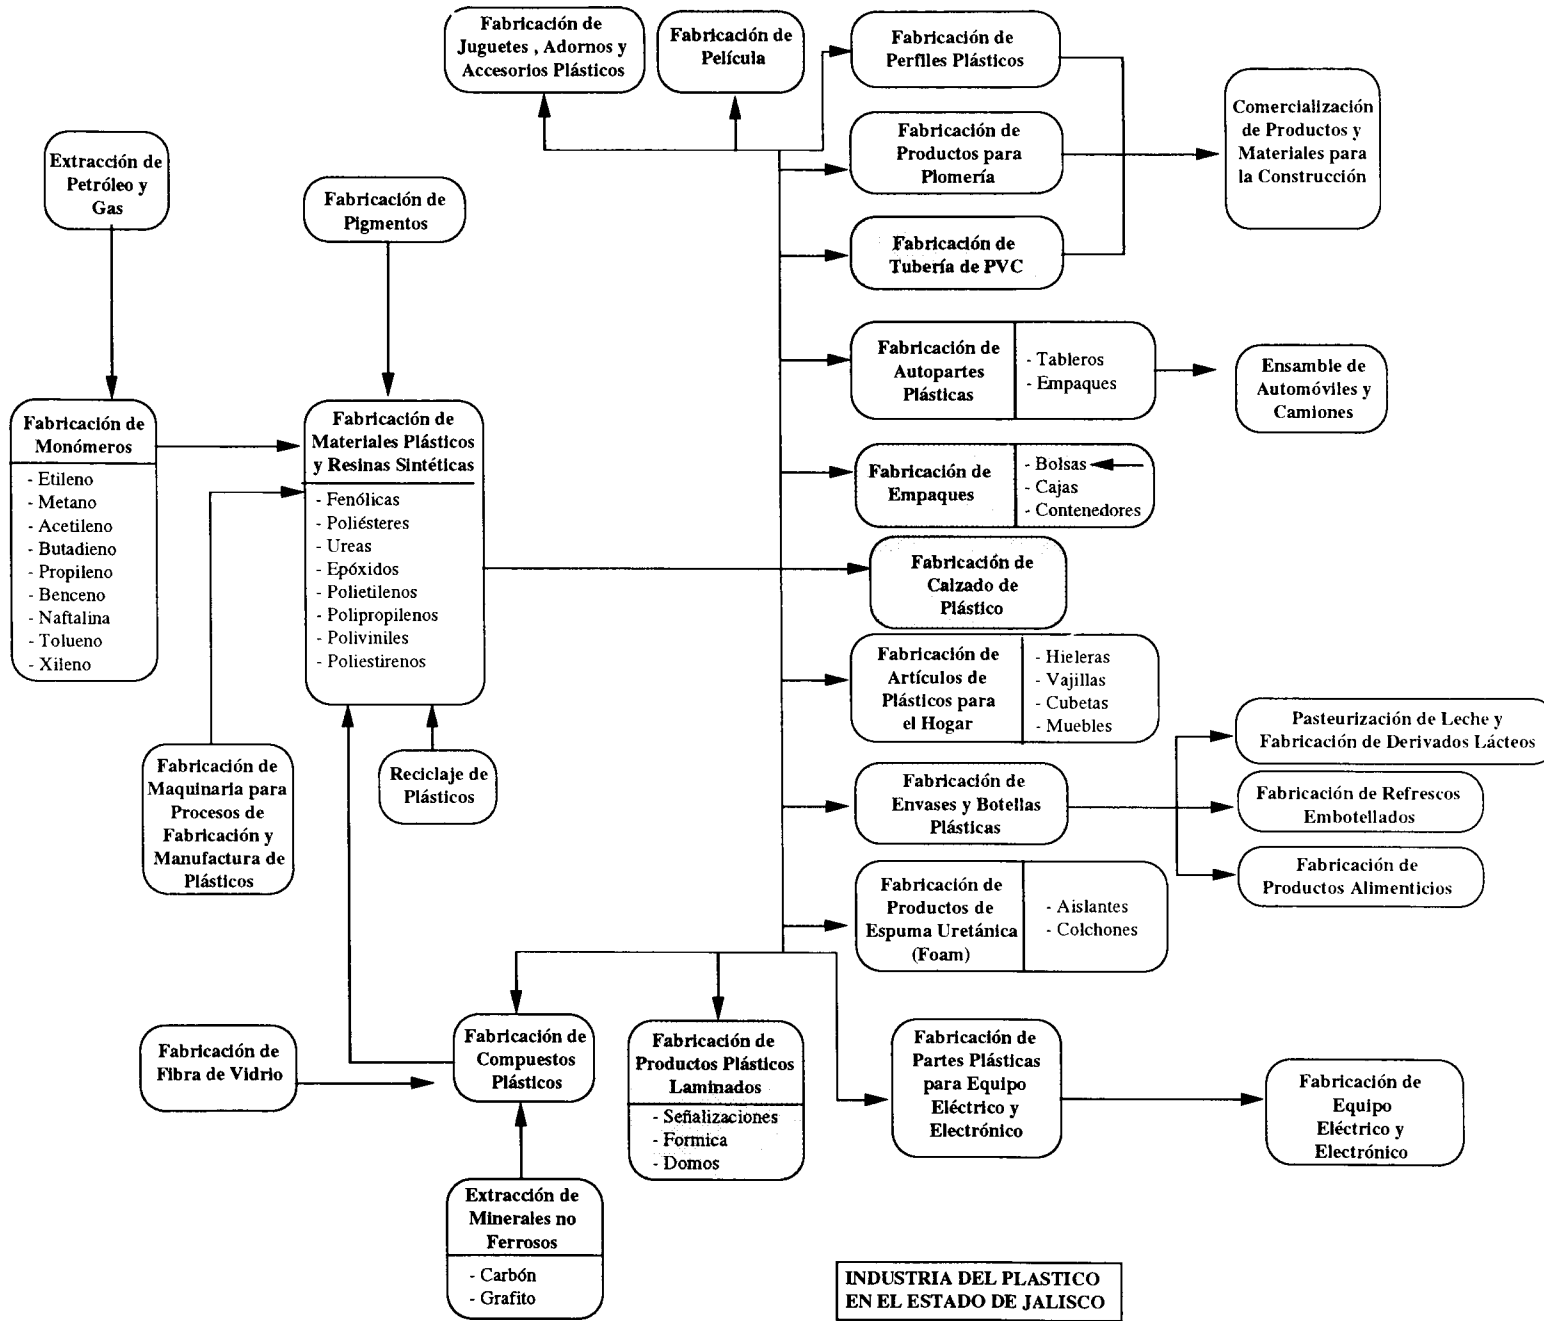 Fabricación de
Juguetes , Adornos y
Accesorios Plásticos
Fabricación de
Película
Fabricación de
Perfiles Plásticos
Fabricación de
Productos para
Plomería
Comercialización
de Productos y
Materiales para
la Construcción
Extracción de
Petróleo y
Gas
Fabricación de
Pigmentos
Fabricación de
Tubería de PVC
Fabricación de
Autopartes
Plásticas
- Tableros
- Empaques
Ensamble de
Automóviles y
Camiones
Fabricación de
Monómeros
- Etileno
- Metano
- Acetileno
- Butadieno
- Propileno
- Benceno
- Naftalina
- Tolueno
- Xileno
Fabricación de
Materiales Plásticos
y Resinas Sintéticas
- Fenólicas
- Poliésteres
- Ureas
- Epóxidos
- Polietilenos
- Polipropilenos
- Poliviniles
- Poliestirenos
Fabricación de
Empaques
- Bolsas
- Cajas
- Contenedores
Fabricación de
Calzado de
Plástico
Fabricación de
Artículos de
Plásticos para
el Hogar
- Hieleras
- Vajillas
- Cubetas
- Muebles
Pasteurización de Leche y
Fabricación de Derivados Lácteos
Fabricación de
Maquinaria para
Procesos de
Fabricación y
Manufactura de
Plásticos
Reciclaje de
Plásticos
Fabricación de
Envases y Botellas
Plásticas
Fabricación de Refrescos
Embotellados
Fabricación de
Productos Alimenticios
Fabricación de
Productos de
Espuma Uretánica
(Foam)
- Aislantes
- Colchones
Fabricación de
Fibra de Vidrio
Fabricación de
Compuestos
Plásticos
Fabricación de
Productos Plásticos
Laminados
- Señalizaciones
- Formica
- Domos
Fabricación de
Partes Plásticas
para Equipo
Eléctrico y
Electrónico
Fabricación de
Equipo
Eléctrico y
Electrónico
Extracción de
Minerales no
Ferrosos
- Carbón
- Grafito
INDUSTRIA DEL PLASTICO
EN EL ESTADO DE JALISCO